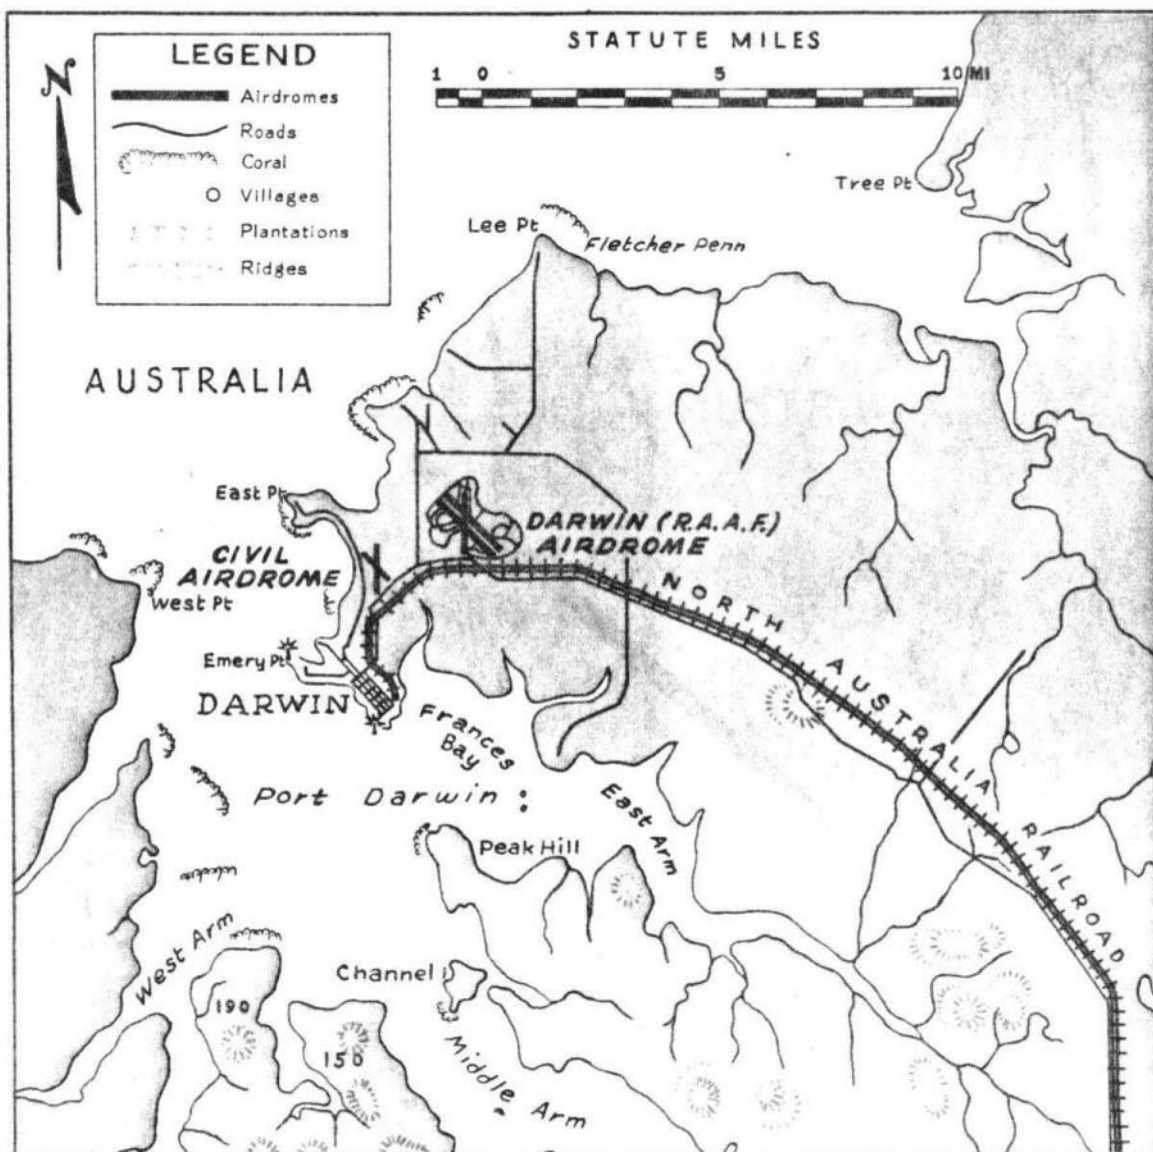 N
LEGEND
Airdromes
Roads
Coral
Villages
Plantations
Ridges
STATUTE MILES
1 0 5 10 MI
Tree Pt
Lee Pt
Fletcher Penn
AUSTRALIA
East Pt
DARWIN (R.A.A.F.)
AIRDROME
CIVIL
AIRDROME
West Pt
NORTH AUSTRALIA RAILROAD
Emery Pt
DARWIN
Frances
Bay
Port Darwin
East Arm
Peak Hill
West Arm
Channel I
190
150
Middle Arm